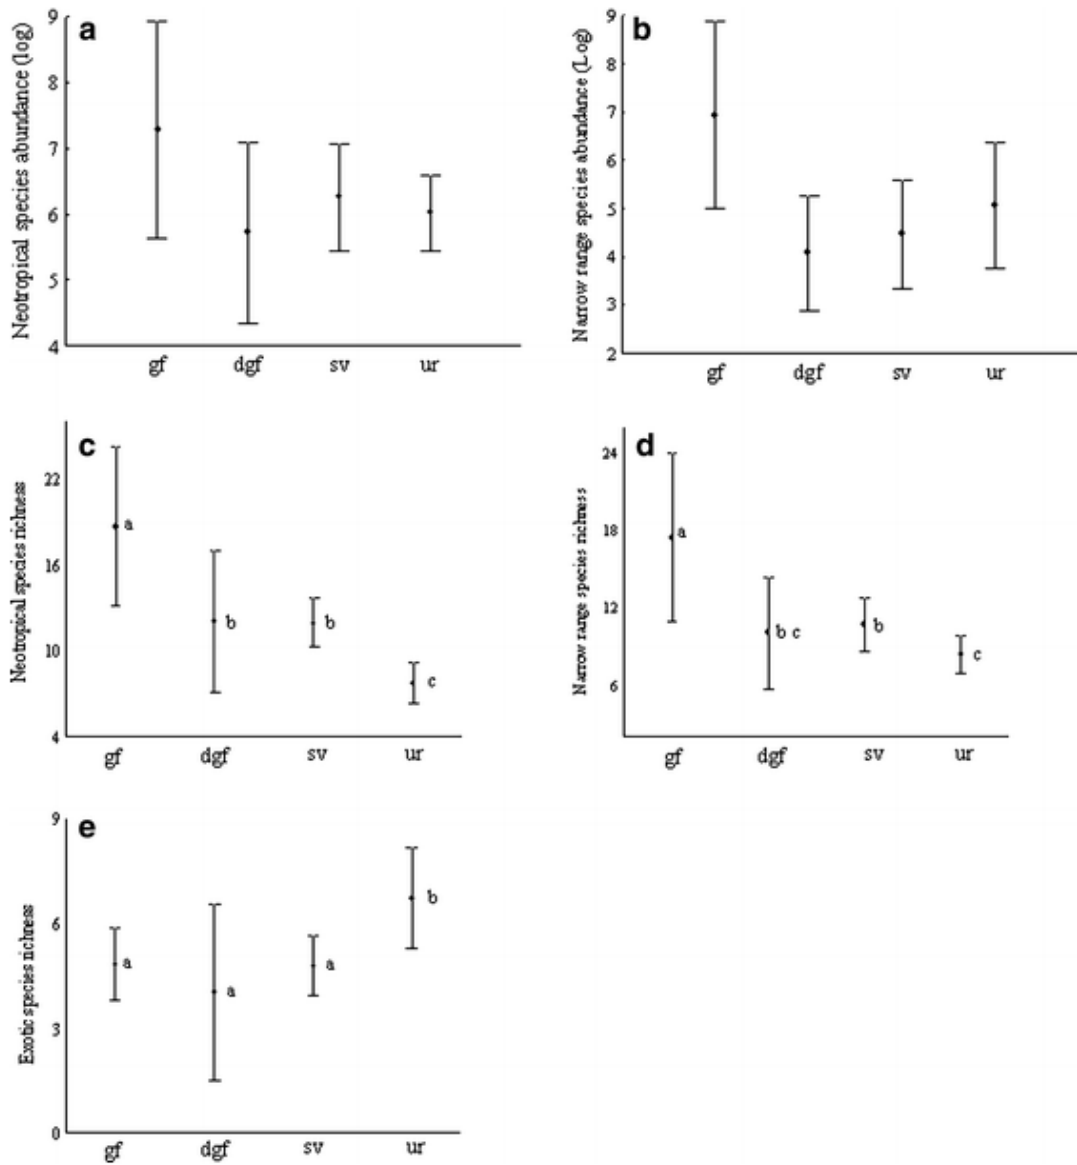 a
Neotropical species abundance (log)
9
8
7
6
5
4
gf dgf sv ur
b
Narrow range species abundance (Log)
9
8
7
6
5
4
3
2
gf dgf sv ur
c
Neotropical species richness
22
16
10
4
a
b
b
c
gf dgf sv ur
d
Narrow range species richness
24
18
12
6
a
b c
b
c
gf dgf sv ur
e
Exotic species richness
9
6
3
0
a
a
a
b
gf dgf sv ur